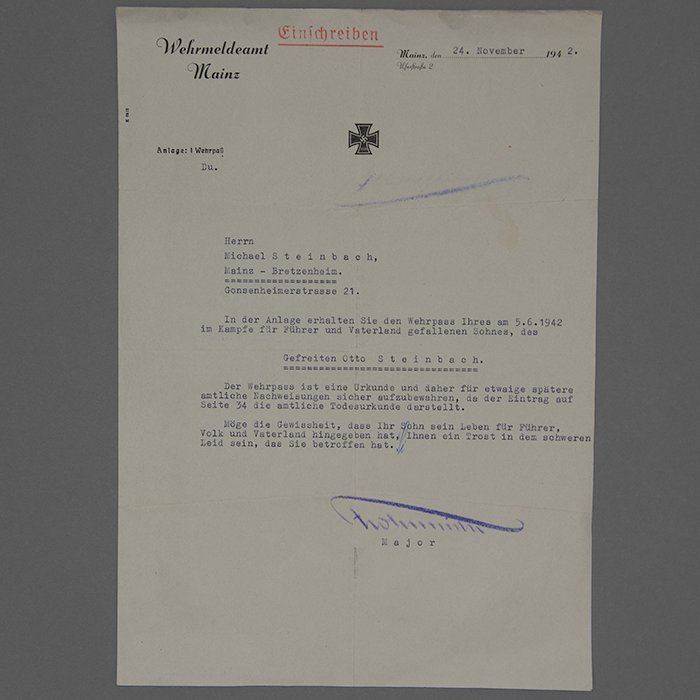 Einschreiben
Wehrmeldeamt
Mainz
Mainz, den 24. November 1942.
Uferstraße 2
Anlage: 1 Wehrpaß
Du.
Herrn
Michael S t e i n b a c h,
Mainz - Bretzenheim.
===================
Gonsenheimerstrasse 21.
In der Anlage erhalten Sie den Wehrpass Ihres am 5.6.1942
im Kampfe für Führer und Vaterland gefallenen Sohnes, des
Gefreiten Otto S t e i n b a c h.
================================
Der Wehrpass ist eine Urkunde und daher für etwaige spätere
amtliche Nachweisungen sicher aufzubewahren, da der Eintrag auf
Seite 34 die amtliche Todesurkunde darstellt.
Möge die Gewissheit, dass Ihr Sohn sein Leben für Führer,
Volk und Vaterland hingegeben hat, Ihnen ein Trost in dem schweren
Leid sein, das Sie betroffen hat.
M a j o r